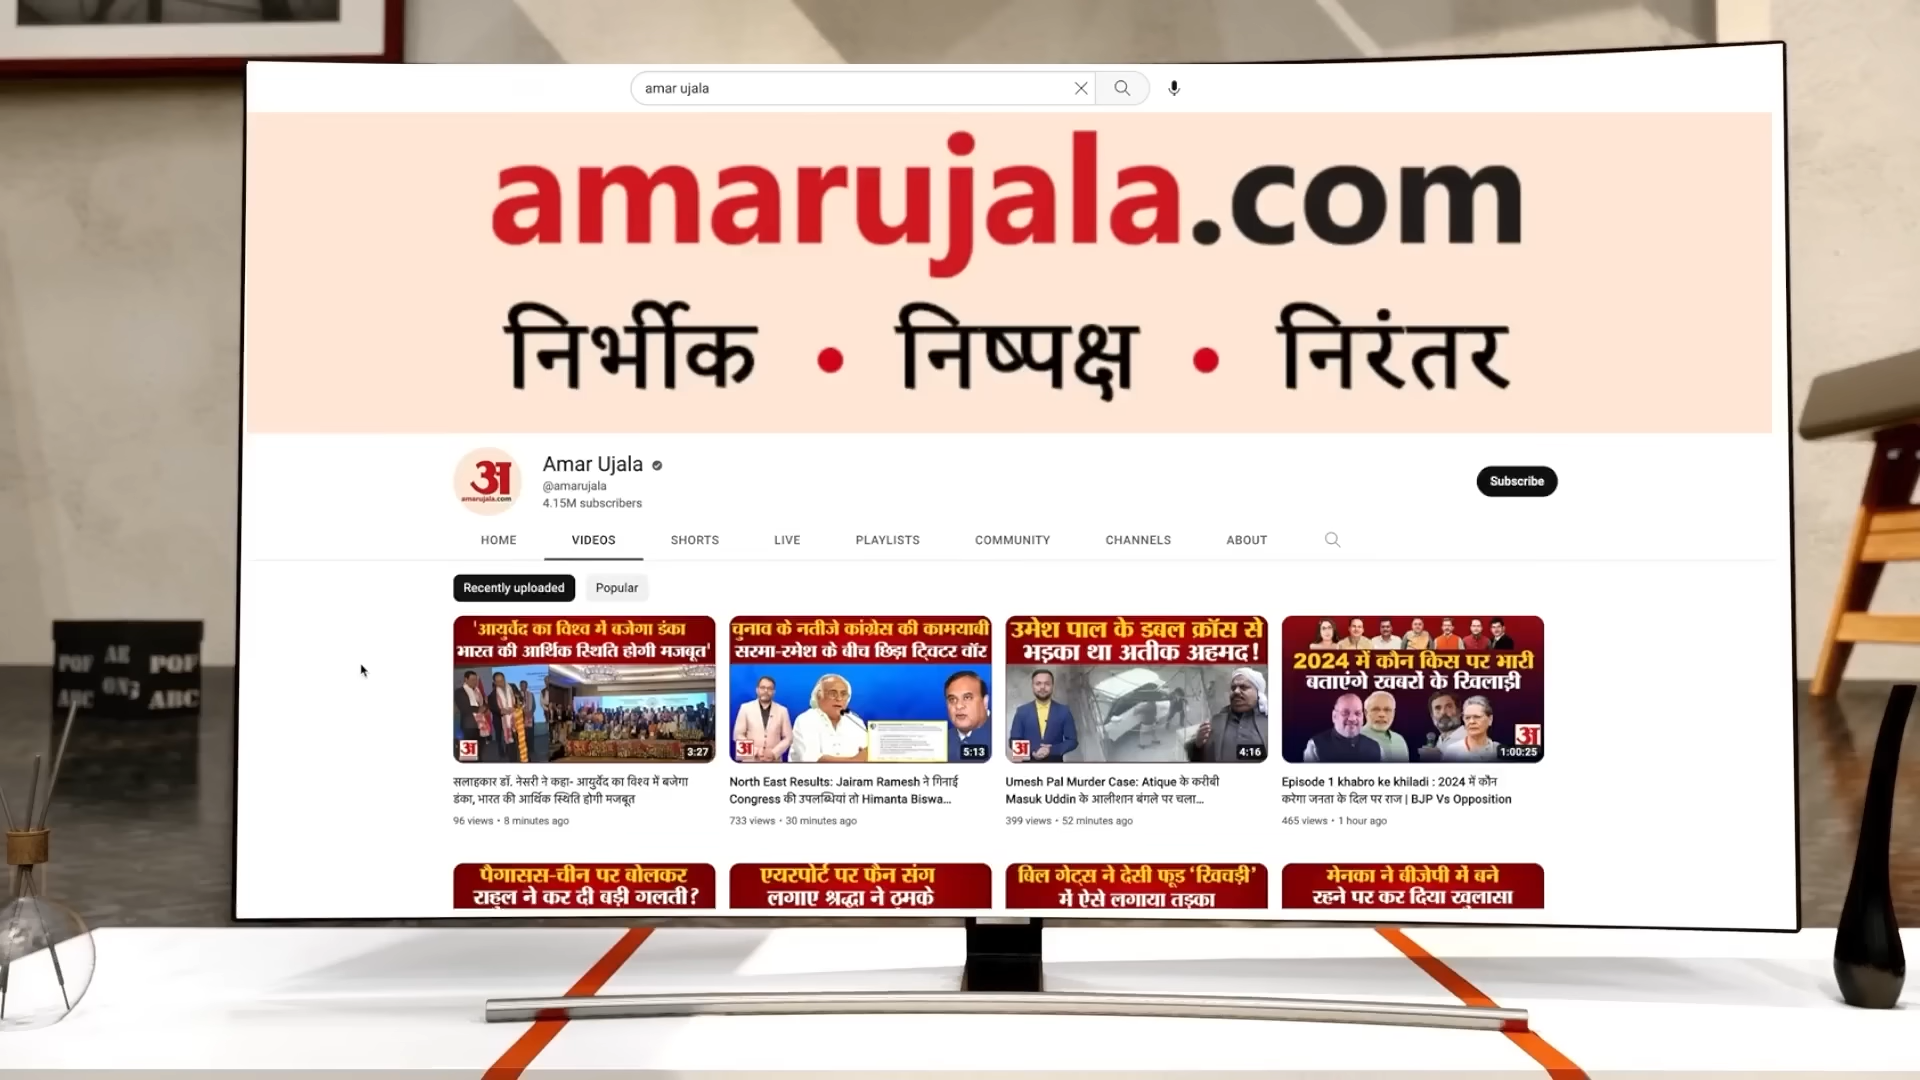 amar ujala
amarujala.com
निर्भीक • निष्पक्ष • निरंतर
अ
amarujala.com
Amar Ujala
@amarujala
4.15M subscribers
Subscribe
HOME VIDEOS SHORTS LIVE PLAYLISTS COMMUNITY CHANNELS ABOUT
Recently uploaded Popular
'आयुर्वेद का विश्व में बजेगा डंका
भारत की आर्थिक स्थिति होगी मजबूत'
अ
3:27
सलाहकार डॉ. नेसरी ने कहा- आयुर्वेद का विश्व में बजेगा
डंका, भारत की आर्थिक स्थिति होगी मजबूत
96 views • 8 minutes ago
चुनाव के नतीजे कांग्रेस की कामयाबी
सरमा-रमेश के बीच छिड़ा ट्विटर वॉर
अ
5:13
North East Results: Jairam Ramesh ने गिनाई
Congress की उपलब्धियां तो Himanta Biswa...
733 views • 30 minutes ago
उमेश पाल के डबल क्रॉस से
भड़का था अतीक अहमद!
अ
4:16
Umesh Pal Murder Case: Atique के करीबी
Masuk Uddin के आलीशान बंगले पर चला...
399 views • 52 minutes ago
2024 में कौन किस पर भारी
बताएंगे खबरों के खिलाड़ी
अ
1:00:25
Episode 1 khabro ke khiladi : 2024 में कौन
करेगा जनता के दिल पर राज | BJP Vs Opposition
465 views • 1 hour ago
पैगासस-चीन पर बोलकर
राहुल ने कर दी बड़ी गलती?
एयरपोर्ट पर फैन संग
लगाए श्रद्धा ने ठुमके
बिल गेट्स ने देसी फूड 'खिचड़ी'
में ऐसे लगाया तड़का
मेनका ने बीजेपी में बने
रहने पर कर दिया खुलासा
POF
POF
ABC
ABC